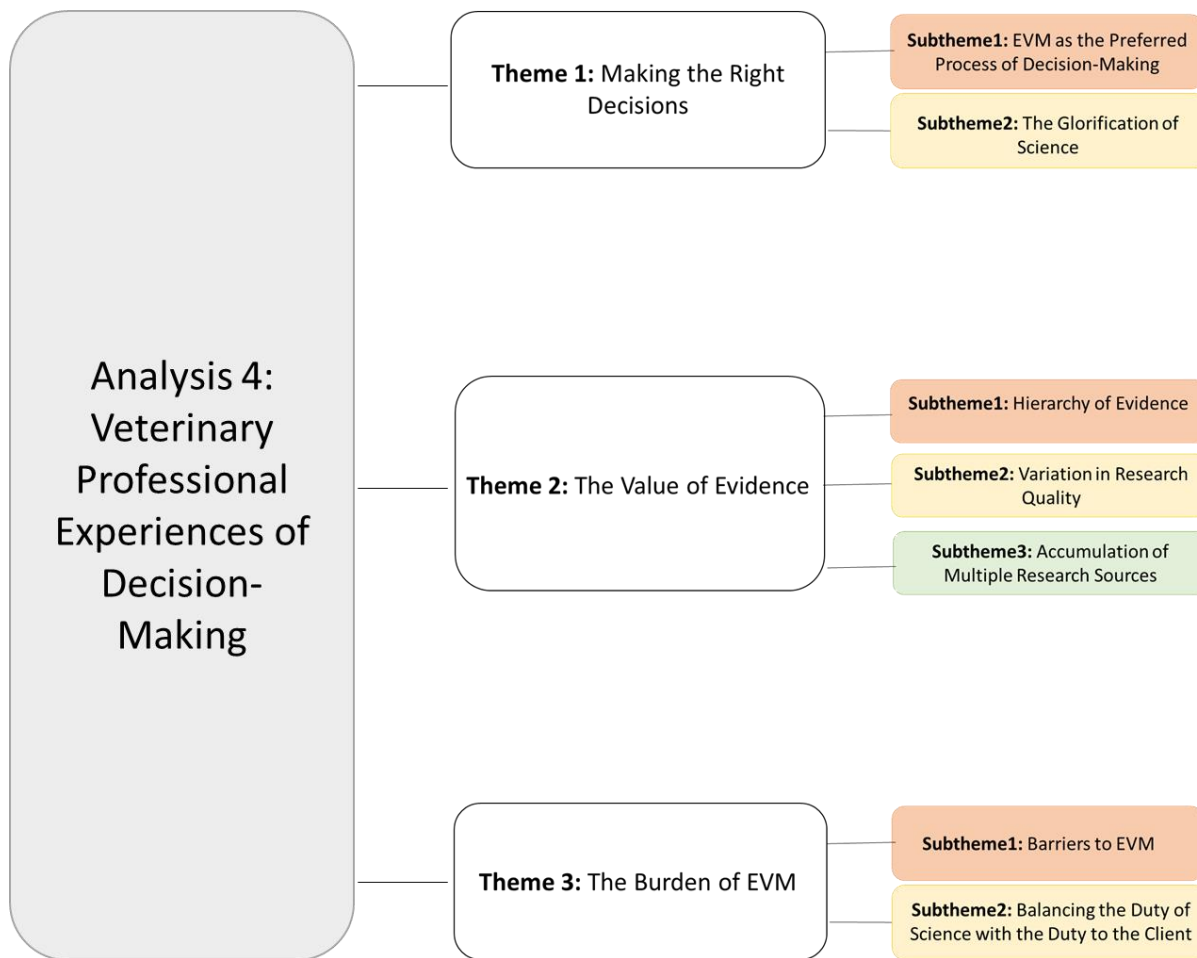 Analysis 4:
Veterinary
Professional
Experiences of
Decision-
Making
Theme 1: Making the Right
Decisions
Subtheme1: EVM as the Preferred
Process of Decision-Making
Subtheme2: The Glorification of
Science
Theme 2: The Value of Evidence
Subtheme1: Hierarchy of Evidence
Subtheme2: Variation in Research
Quality
Subtheme3: Accumulation of
Multiple Research Sources
Theme 3: The Burden of EVM
Subtheme1: Barriers to EVM
Subtheme2: Balancing the Duty of
Science with the Duty to the Client